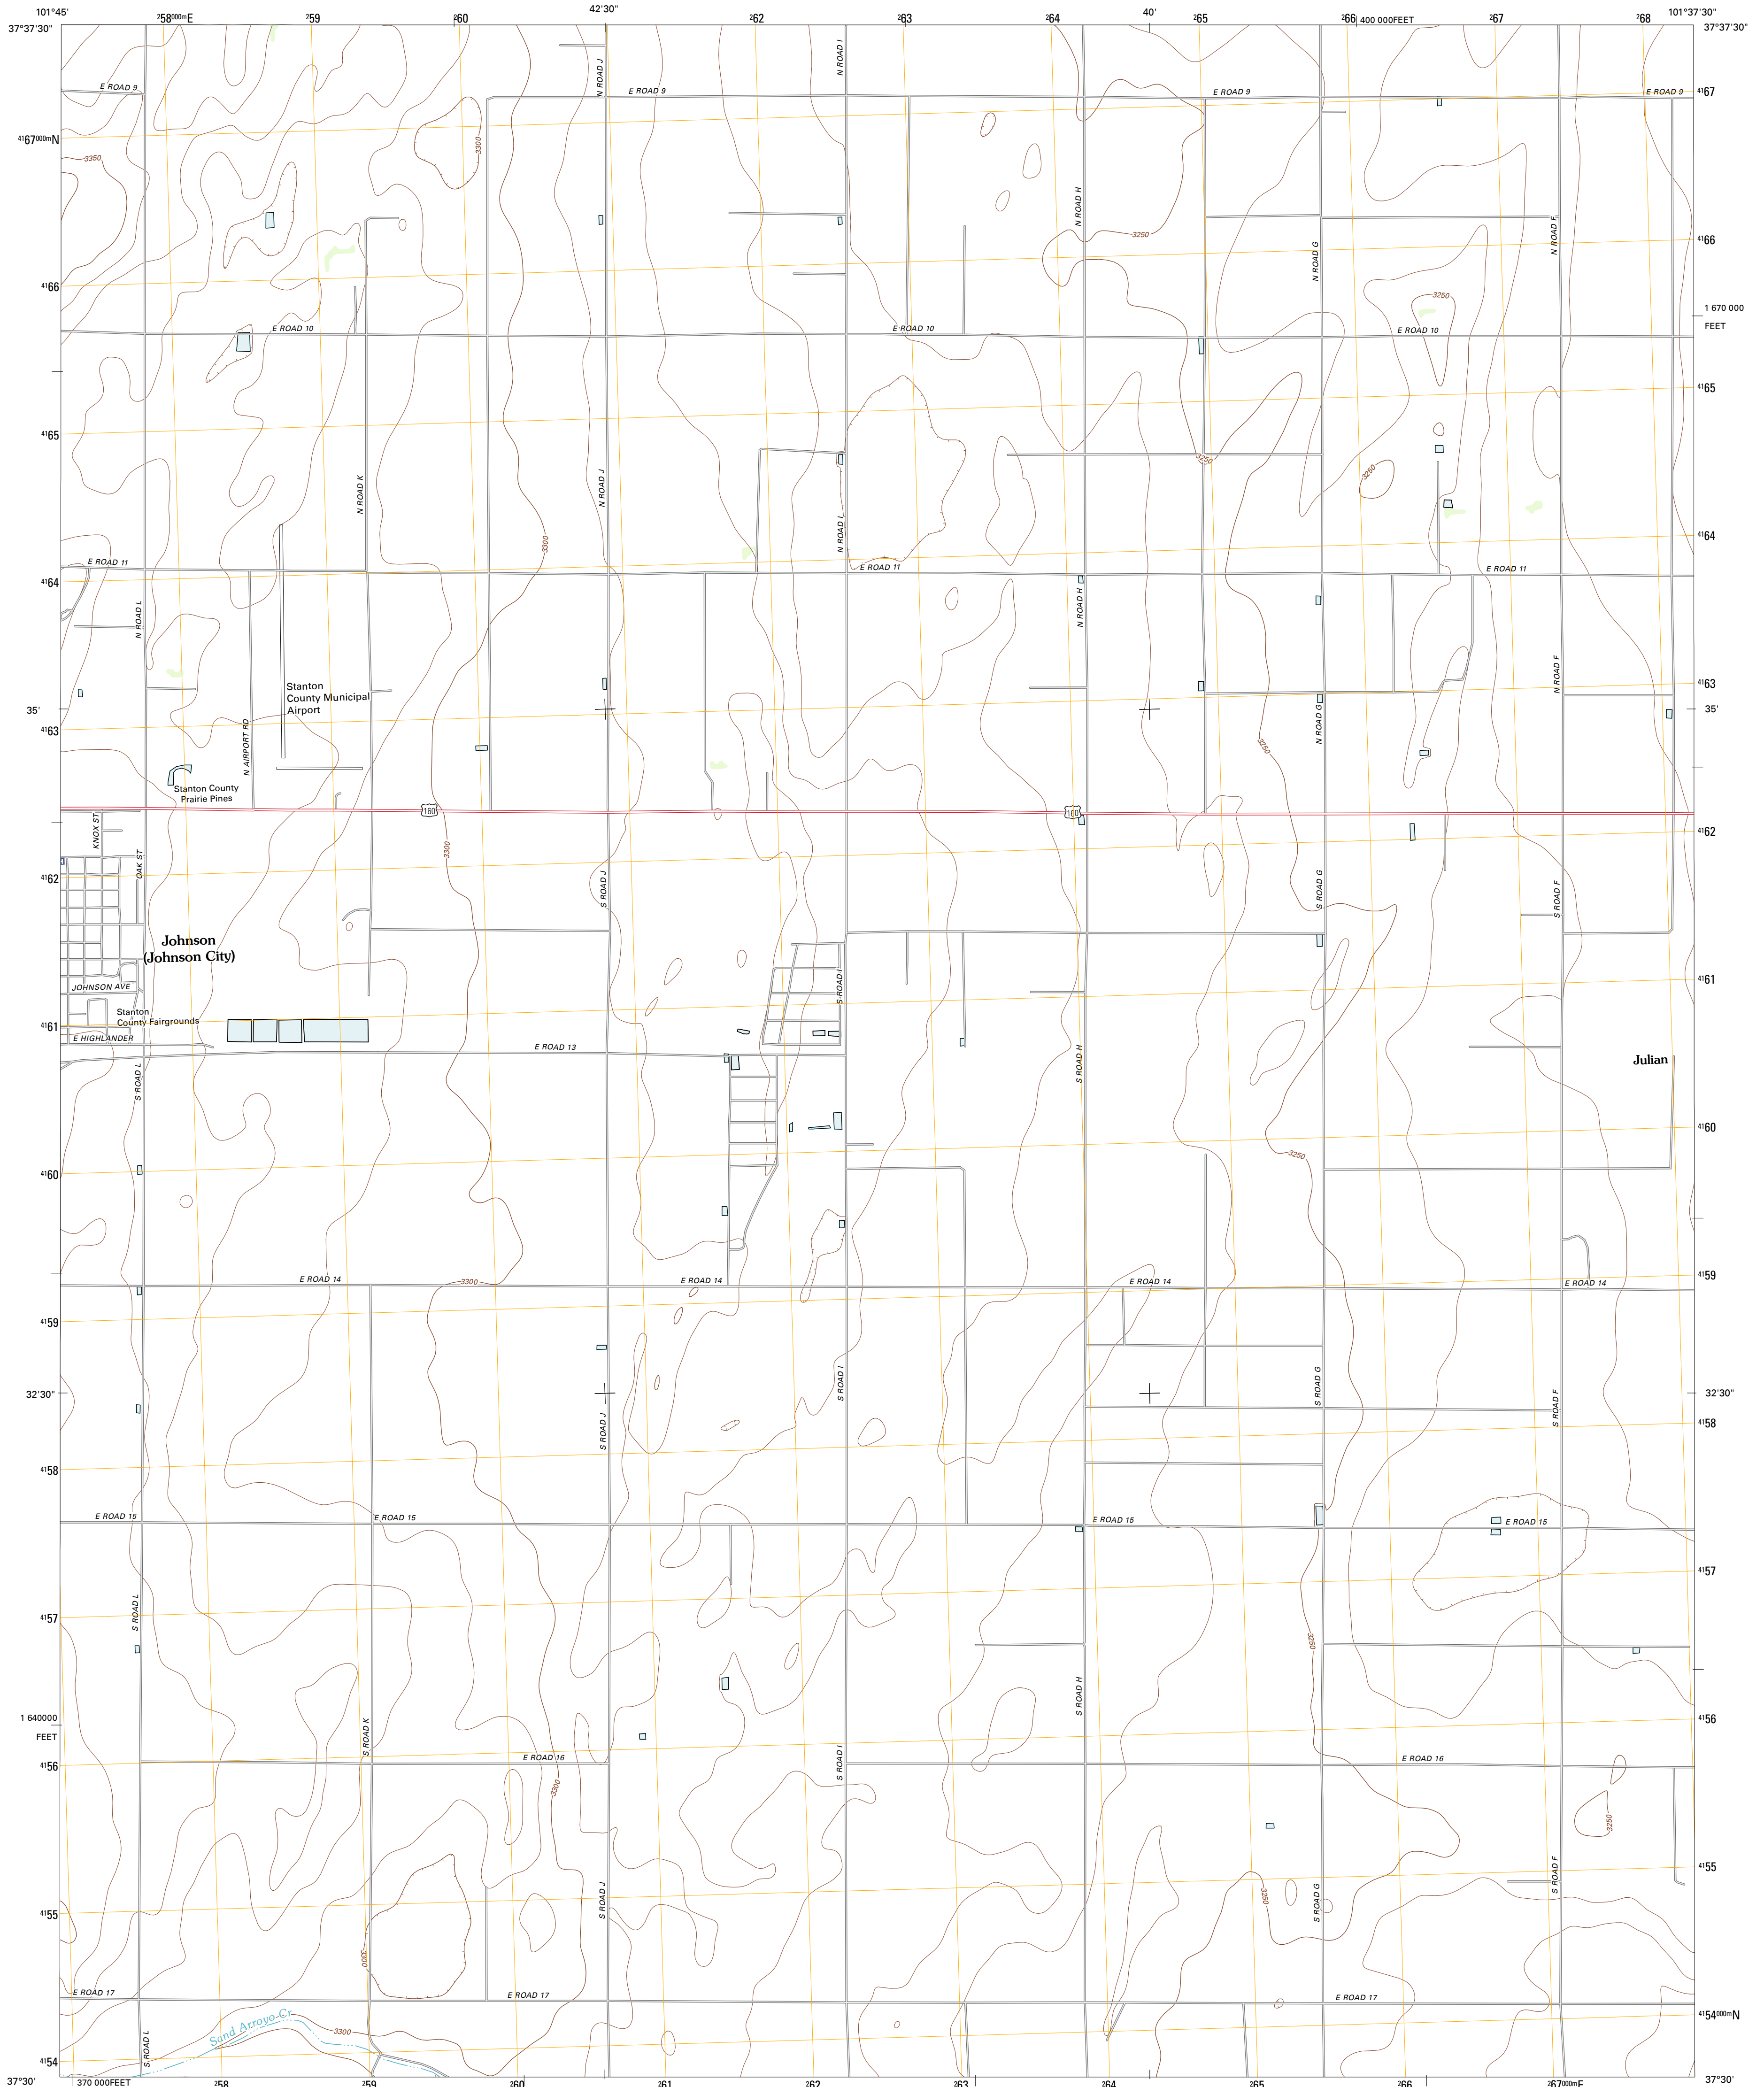 101°45' 258000mE 259 260 42'30" 262 263 264 40' 265 266 400 000FEET 267 268 101°37'30"
37°37'30" 37°37'30"
N ROAD J N ROAD I
E ROAD 9 E ROAD 9 E ROAD 9 E ROAD 9 4167
4167000mN
3300
3350
N ROAD H
3250 N ROAD F 4166
N ROAD G
4166
3250
1 670 000
FEET
E ROAD 10 E ROAD 10 E ROAD 10
4165
4165
3250 3250
N ROAD K N ROAD J
3300 N ROAD I 4164
E ROAD 11 E ROAD 11 E ROAD 11
4164
N ROAD L N ROAD H
Stanton
County Municipal
Airport
N ROAD F 4163
35' 35'
4163
N AIRPORT RD N ROAD G 3250
Stanton County
Prairie Pines
160 160
KNOX ST 4162
3300
OAK ST
4162
S ROAD J S ROAD G S ROAD F
Johnson
(Johnson City)
4161
JOHNSON AVE S ROAD I
Stanton
County Fairgrounds
4161
E HIGHLANDER
E ROAD 13
Julian
S ROAD L S ROAD H
4160
3250
4160
E ROAD 14 3300 E ROAD 14 E ROAD 14 E ROAD 14 4159
4159
32'30" 32'30"
S ROAD I S ROAD G S ROAD F
4158
S ROAD J
4158
E ROAD 15 E ROAD 15 E ROAD 15 E ROAD 15
4157
4157
S ROAD L
3250
S ROAD H
1 640000
FEET
4156
S ROAD K
E ROAD 16 S ROAD I E ROAD 16
4156
3300
3250
4155
S ROAD J S ROAD G S ROAD F
3250
4155
3300
E ROAD 17 E ROAD 17 E ROAD 17
4154000mN
Sand Arroyo Cr
3300
S ROAD L
4154
37°30' 37°30'
370 000FEET 258 259 260 261 262 263 264 265 266 267000mE